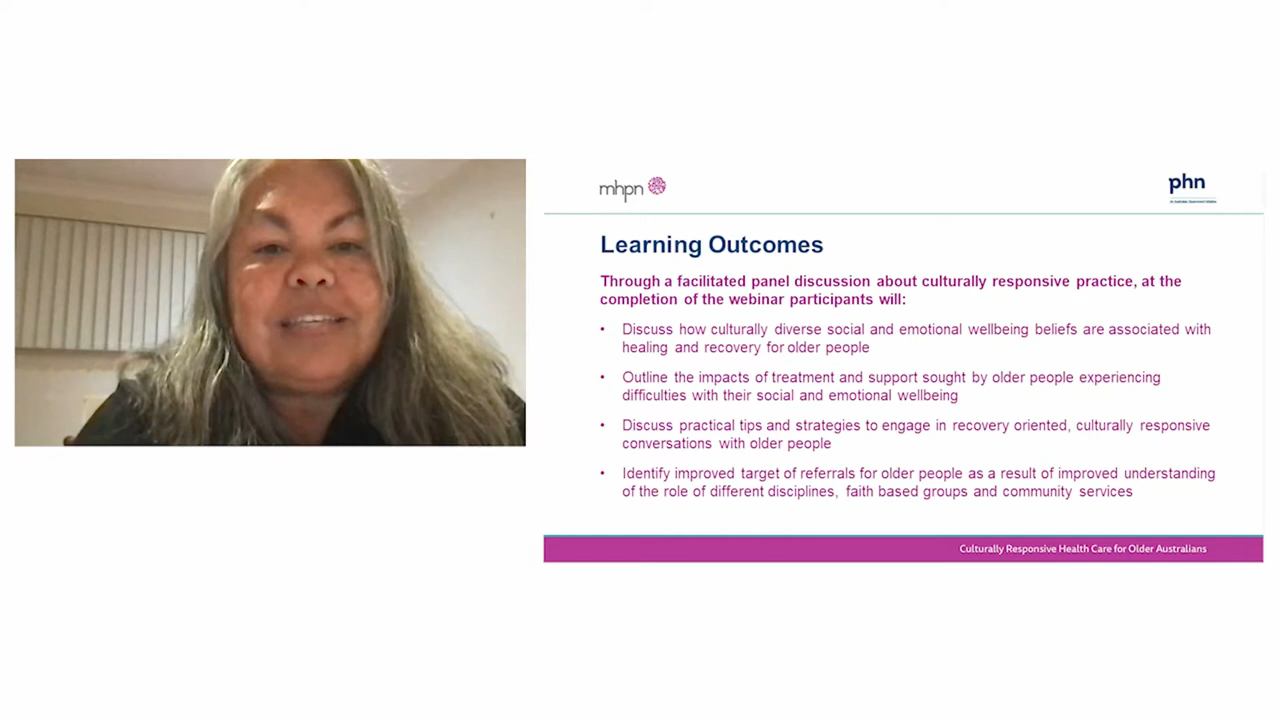 mhpn
phn
An Australian Government Initiative
Learning Outcomes
Through a facilitated panel discussion about culturally responsive practice, at the
completion of the webinar participants will:
• Discuss how culturally diverse social and emotional wellbeing beliefs are associated with
healing and recovery for older people
• Outline the impacts of treatment and support sought by older people experiencing
difficulties with their social and emotional wellbeing
• Discuss practical tips and strategies to engage in recovery oriented, culturally responsive
conversations with older people
• Identify improved target of referrals for older people as a result of improved understanding
of the role of different disciplines, faith based groups and community services
Culturally Responsive Health Care for Older Australians